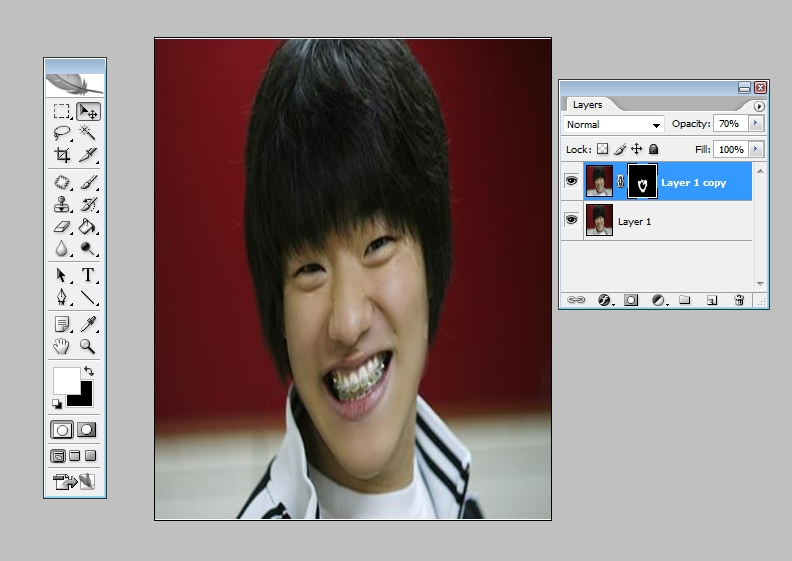 Layers
Normal
Opacity: 70%
Lock:
Fill: 100%
Layer 1 copy
Layer 1
T